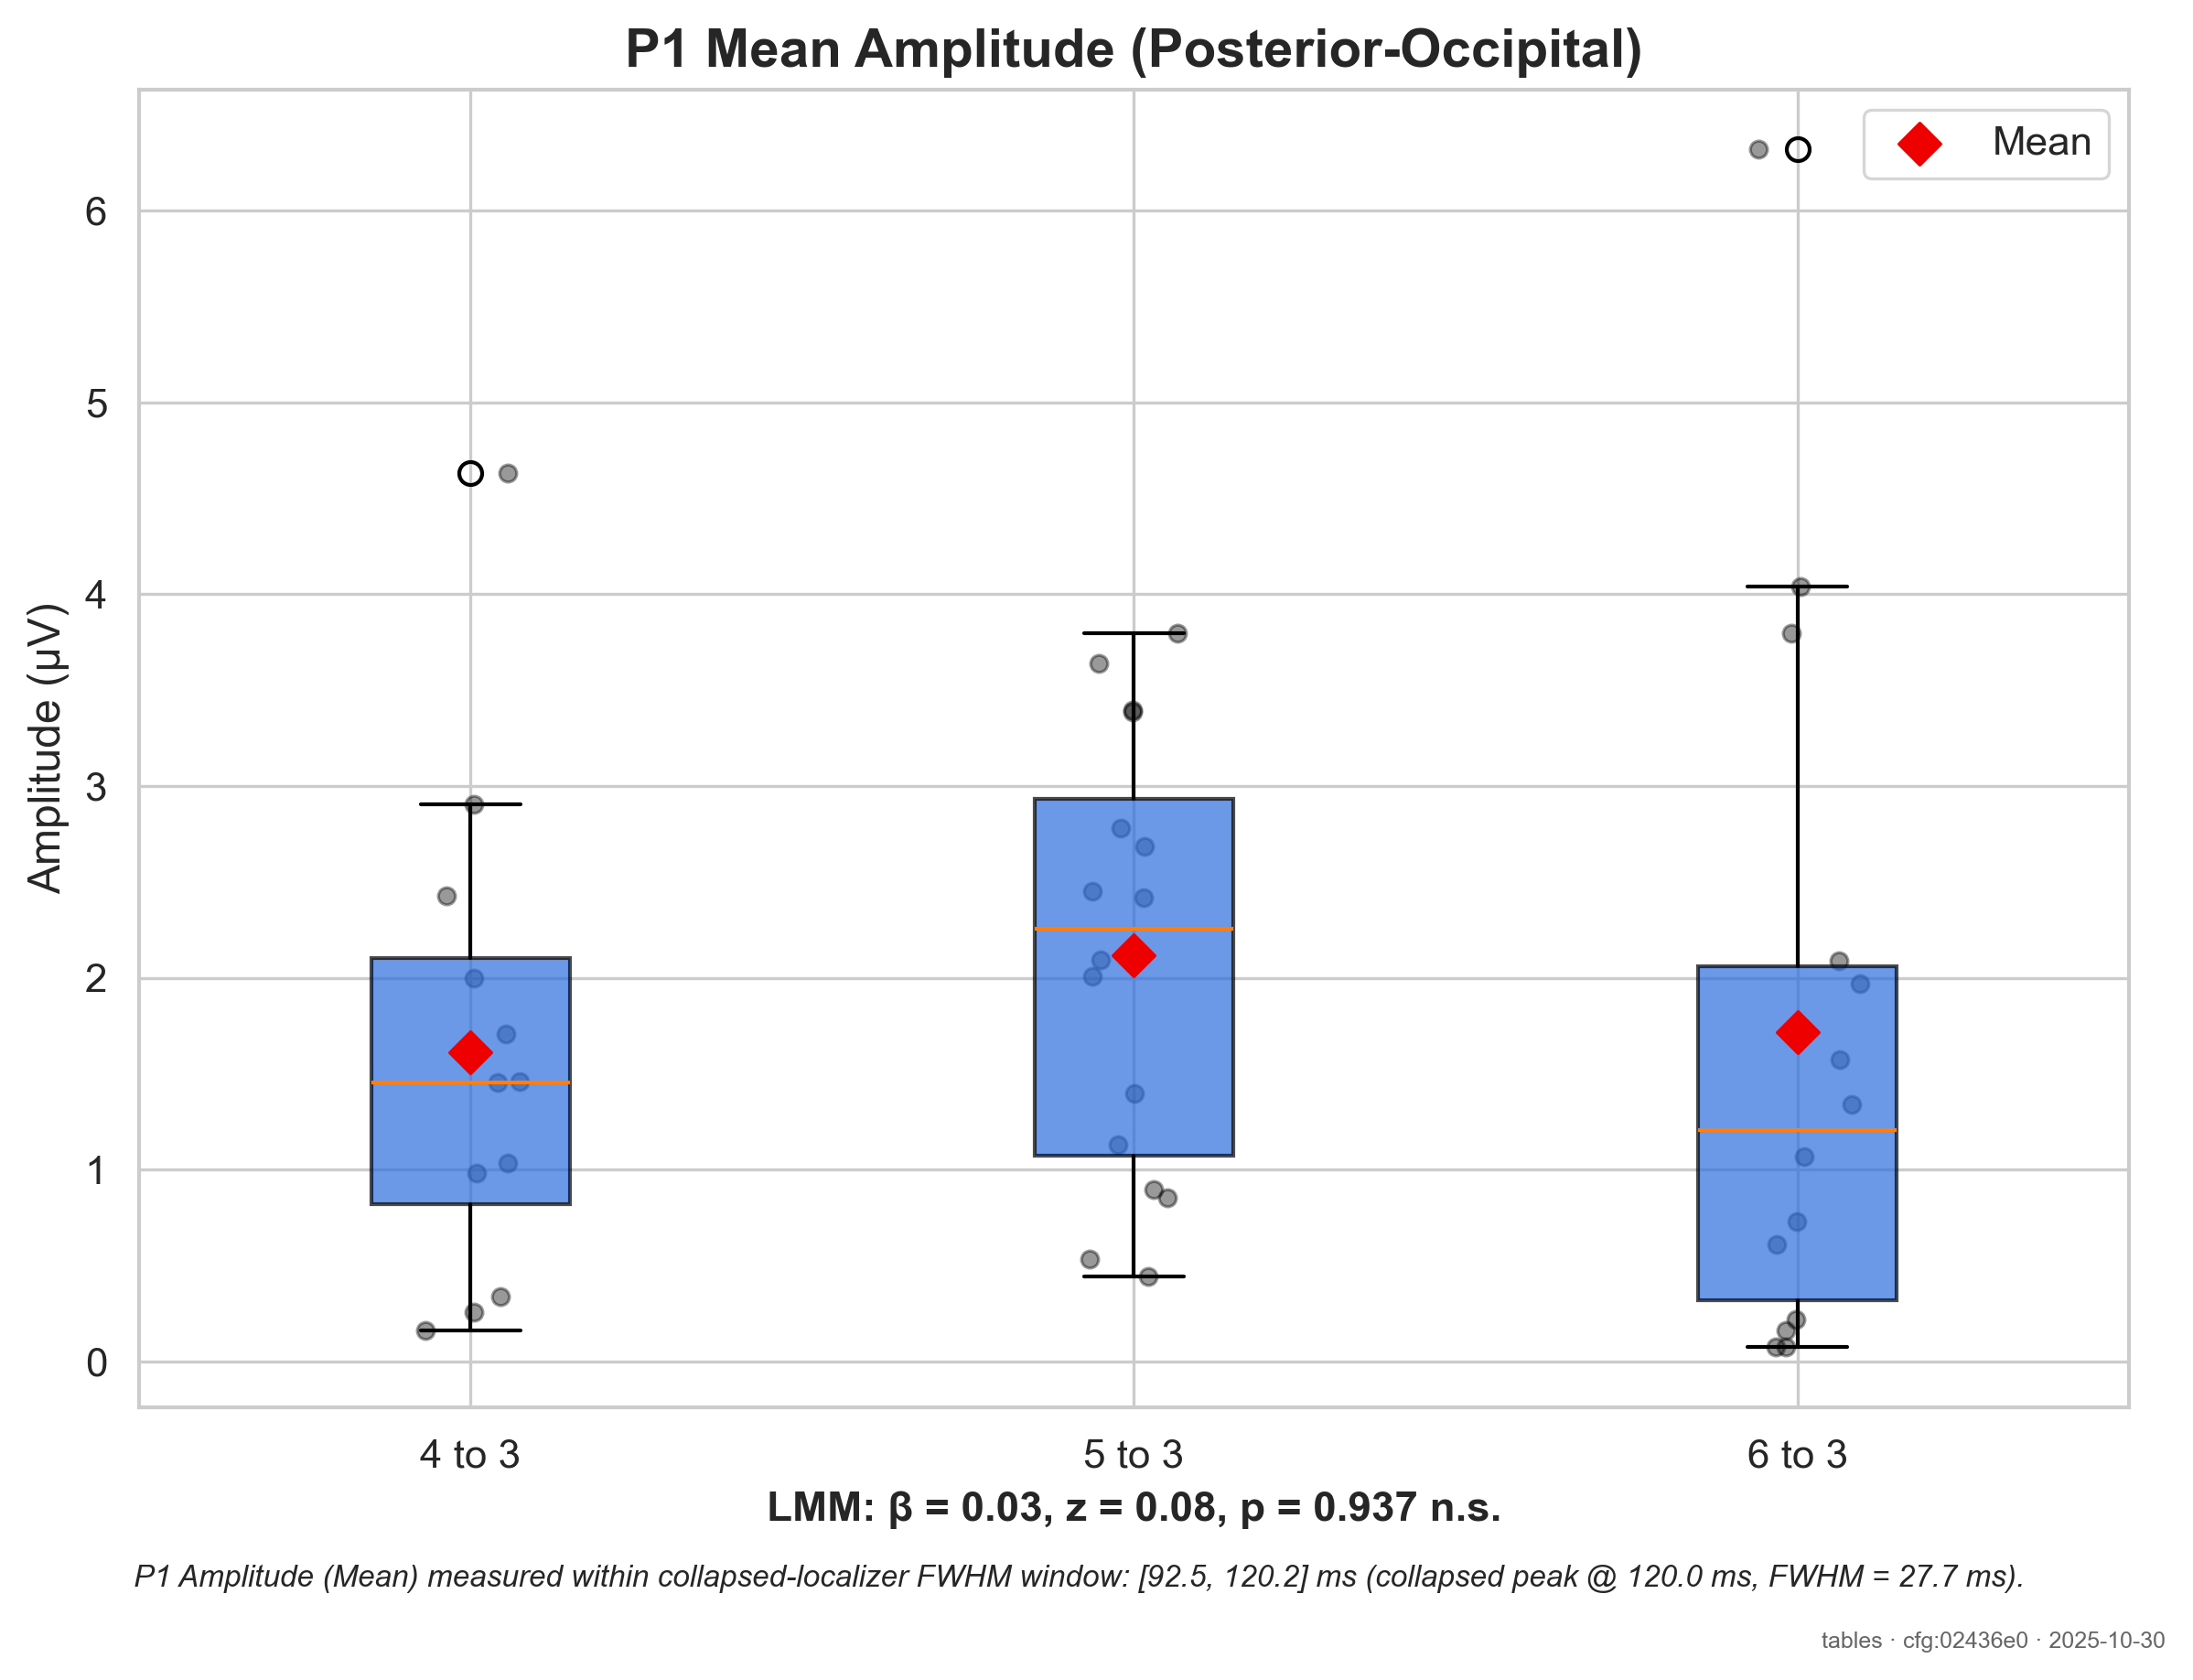 P1 Mean Amplitude (Posterior-Occipital)
Mean
Amplitude (µV)
6
5
4
3
2
1
0
4 to 3
5 to 3
6 to 3
LMM: β = 0.03, z = 0.08, p = 0.937 n.s.
P1 Amplitude (Mean) measured within collapsed-localizer FWHM window: [92.5, 120.2] ms (collapsed peak @ 120.0 ms, FWHM = 27.7 ms).
tables · cfg:02436e0 · 2025-10-30